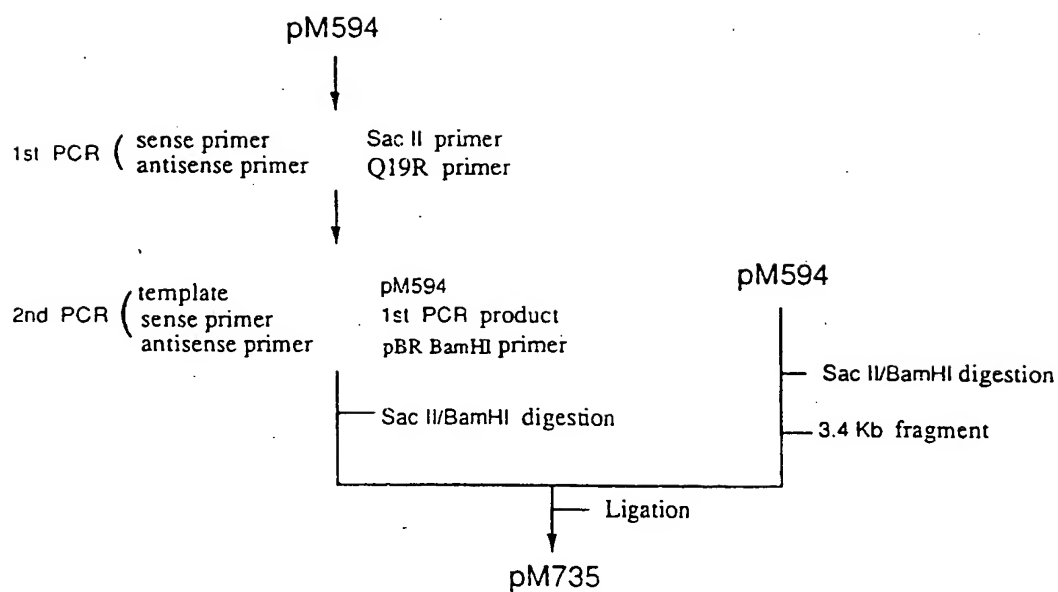 pM594
1st PCR ( sense primer Sac II primer
antisense primer Q19R primer
2nd PCR ( template pM594
sense primer 1st PCR product
antisense primer pBR BamHI primer
Sac II/BamHI digestion
pM594
Sac II/BamHI digestion
3.4 Kb fragment
Ligation
pM735